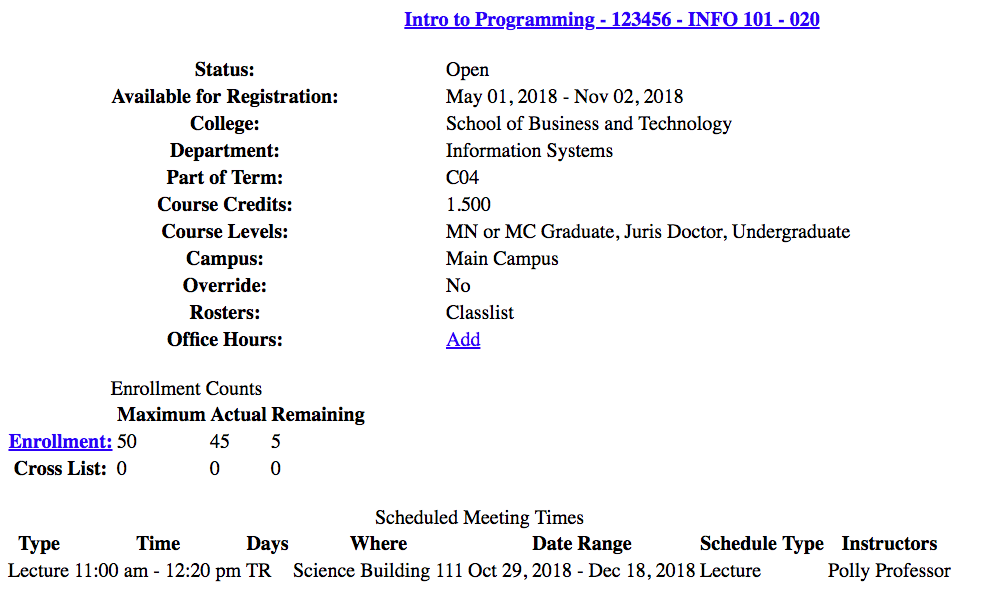 Intro to Programming - 123456 - INFO 101 - 020
Status: Open
Available for Registration: May 01, 2018 - Nov 02, 2018
College: School of Business and Technology
Department: Information Systems
Part of Term: C04
Course Credits: 1.500
Course Levels: MN or MC Graduate, Juris Doctor, Undergraduate
Campus: Main Campus
Override: No
Rosters: Classlist
Office Hours: Add
Enrollment Counts
Maximum Actual Remaining
Enrollment: 50 45 5
Cross List: 0 0 0
Scheduled Meeting Times
Type Time Days Where Date Range Schedule Type Instructors
Lecture 11:00 am - 12:20 pm TR Science Building 111 Oct 29, 2018 - Dec 18, 2018 Lecture Polly Professor